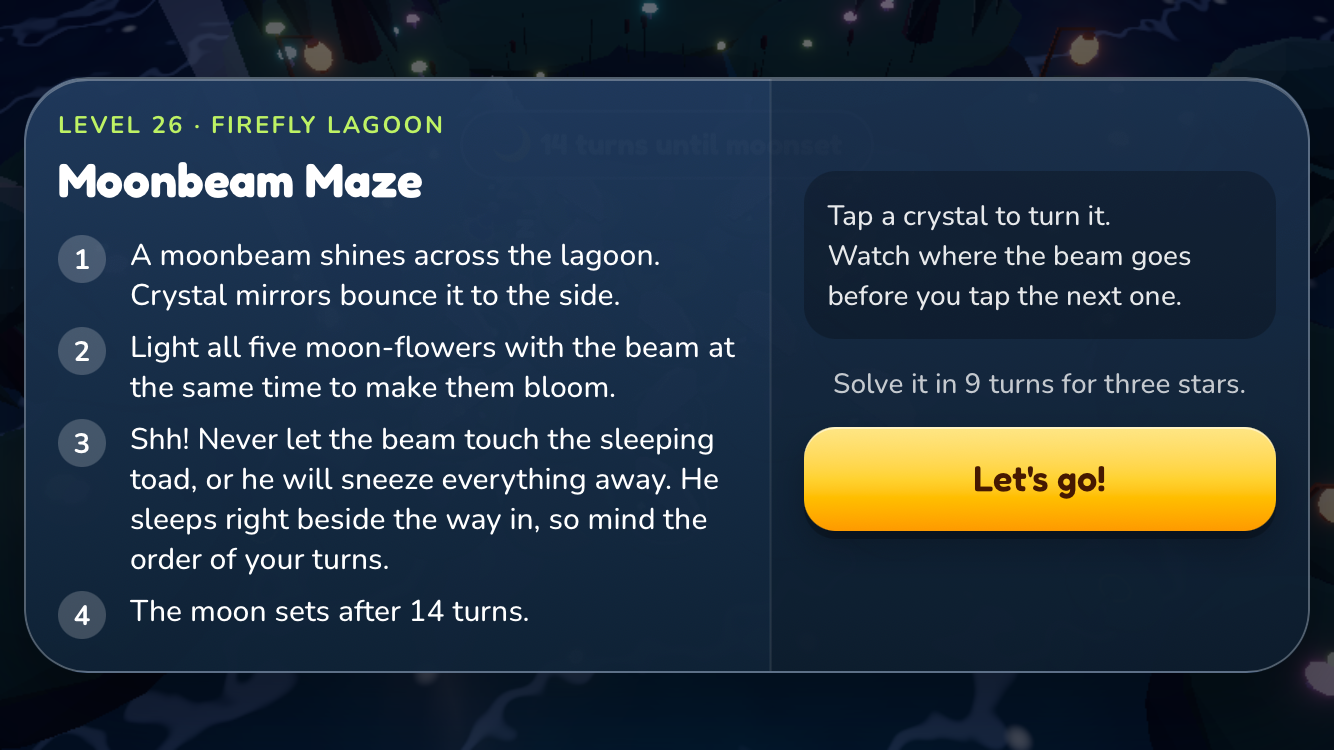 LEVEL 26 · FIREFLY LAGOON
Moonbeam Maze
14 turns until moonset
1
A moonbeam shines across the lagoon.
Crystal mirrors bounce it to the side.
2
Light all five moon-flowers with the beam at
the same time to make them bloom.
3
Shh! Never let the beam touch the sleeping
toad, or he will sneeze everything away. He
sleeps right beside the way in, so mind the
order of your turns.
4
The moon sets after 14 turns.
Tap a crystal to turn it.
Watch where the beam goes
before you tap the next one.
Solve it in 9 turns for three stars.
Let's go!